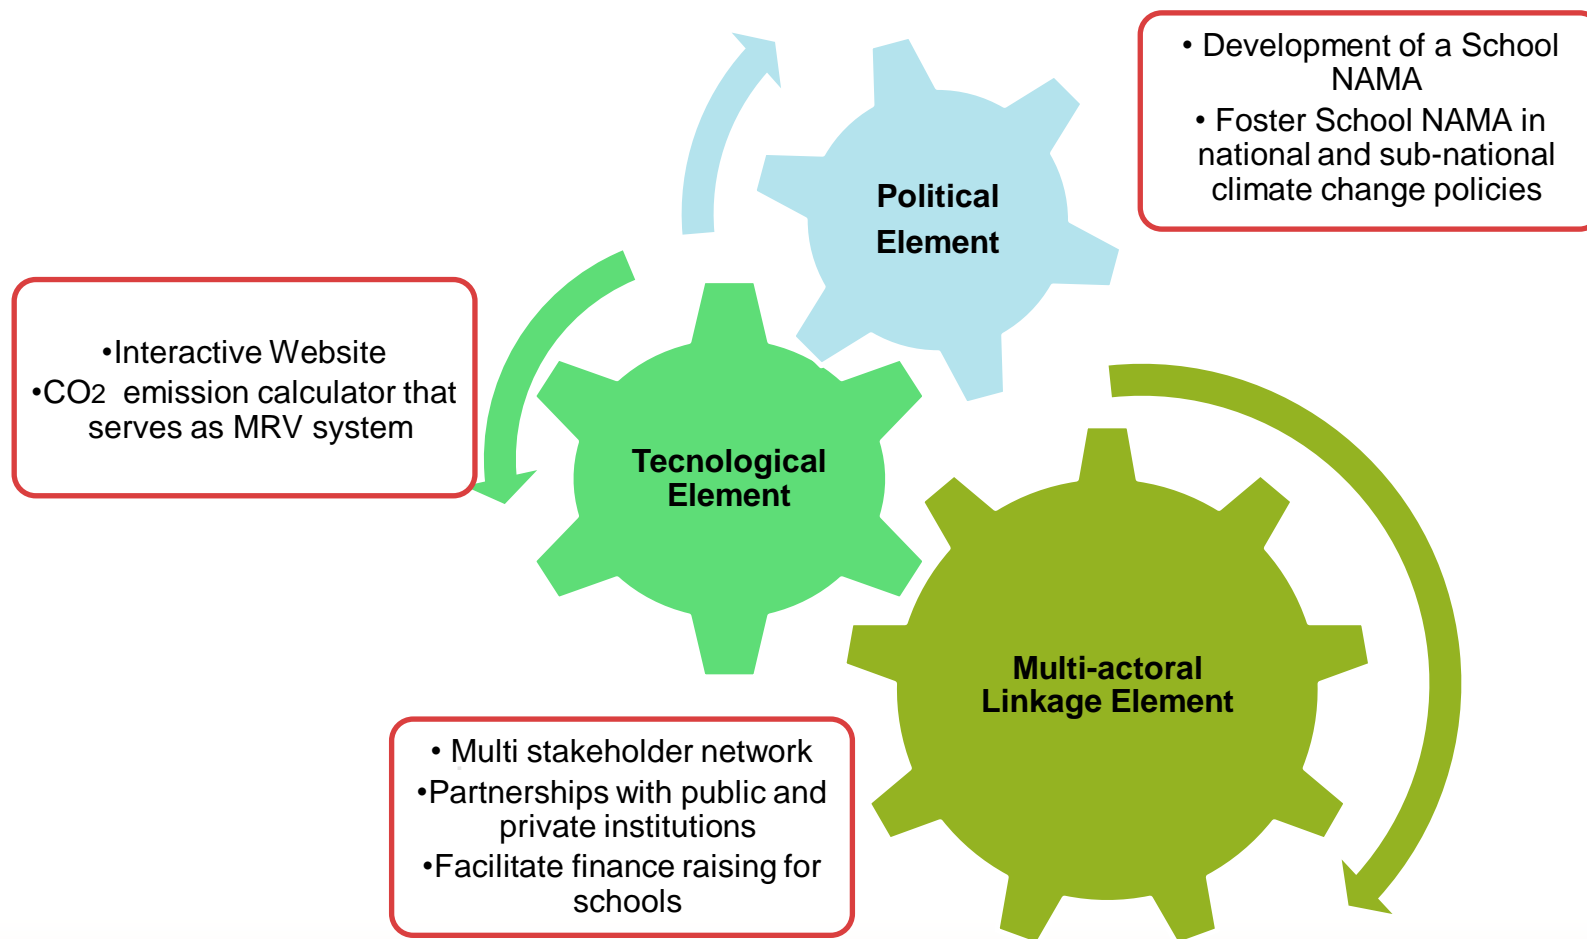 • Development of a School
NAMA
• Foster School NAMA in
national and sub-national
climate change policies
Political
Element
•Interactive Website
•CO2 emission calculator that
serves as MRV system
Tecnological
Element
Multi-actoral
Linkage Element
• Multi stakeholder network
•Partnerships with public and
private institutions
•Facilitate finance raising for
schools